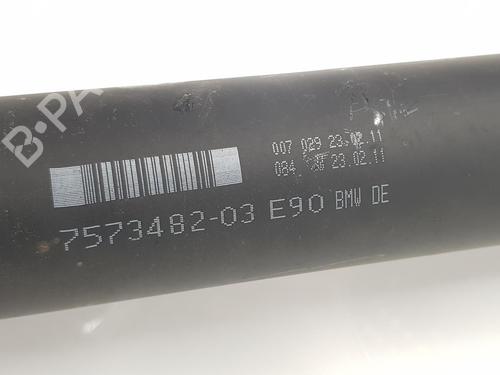 B-PA
007 029 23.02.11
084 23.02.11
7573482-03 E90 BMW DE